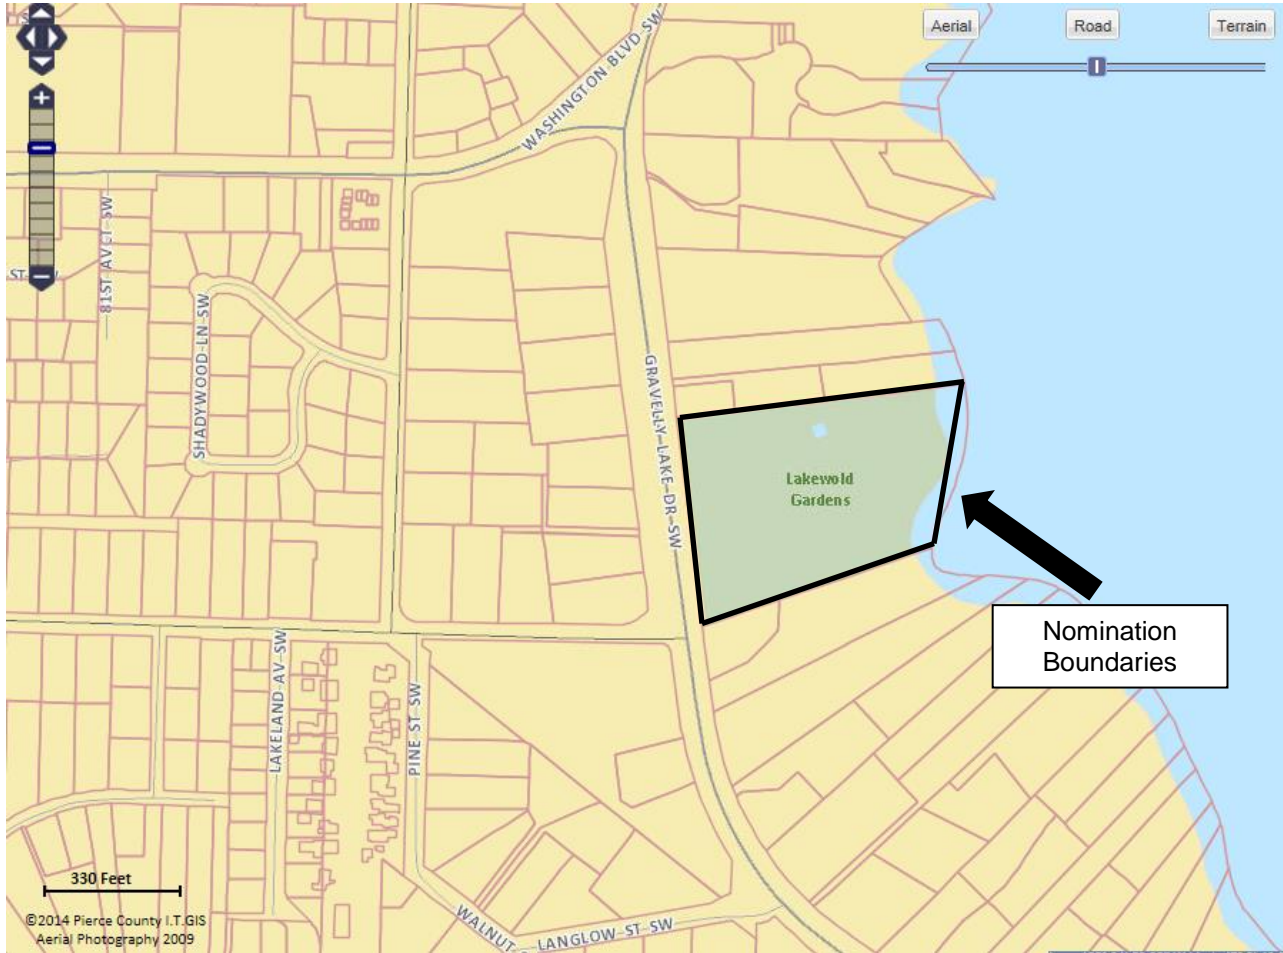 Aerial
Road
Terrain
WASHINGTON BLVD SW
81ST AVCT SW
ST
SHADYWOOD LN SW
GRAVELLY LAKE DR SW
Lakewold
Gardens
Nomination
Boundaries
LAKELAND AV SW
PINE ST SW
330 Feet
©2014 Pierce County I.T.GIS
Aerial Photography 2009
WALNUT
LANGLOW ST SW